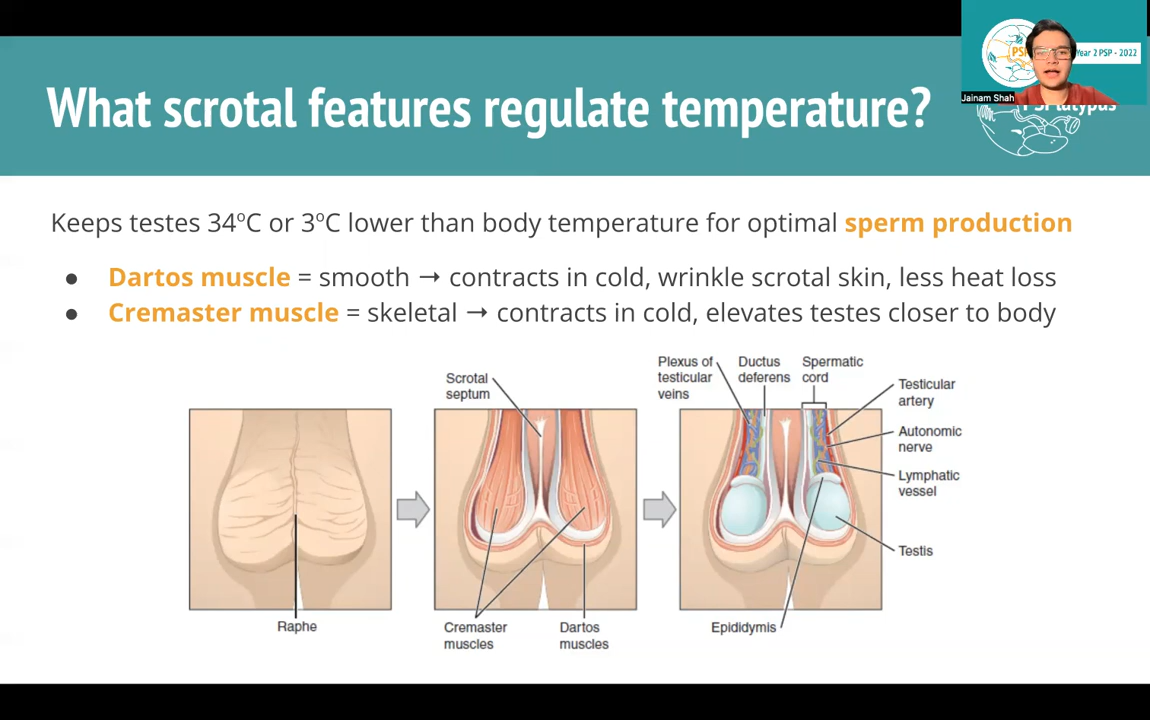 PSP
Year 2 PSP - 2022
Jainam Shah
What scrotal features regulate temperature?
Keeps testes 34ºC or 3ºC lower than body temperature for optimal sperm production
● Dartos muscle = smooth → contracts in cold, wrinkle scrotal skin, less heat loss
● Cremaster muscle = skeletal → contracts in cold, elevates testes closer to body
Scrotal
septum
Plexus of
testicular
veins
Ductus
deferens
Spermatic
cord
Testicular
artery
Autonomic
nerve
Lymphatic
vessel
Testis
Raphe
Cremaster
muscles
Dartos
muscles
Epididymis